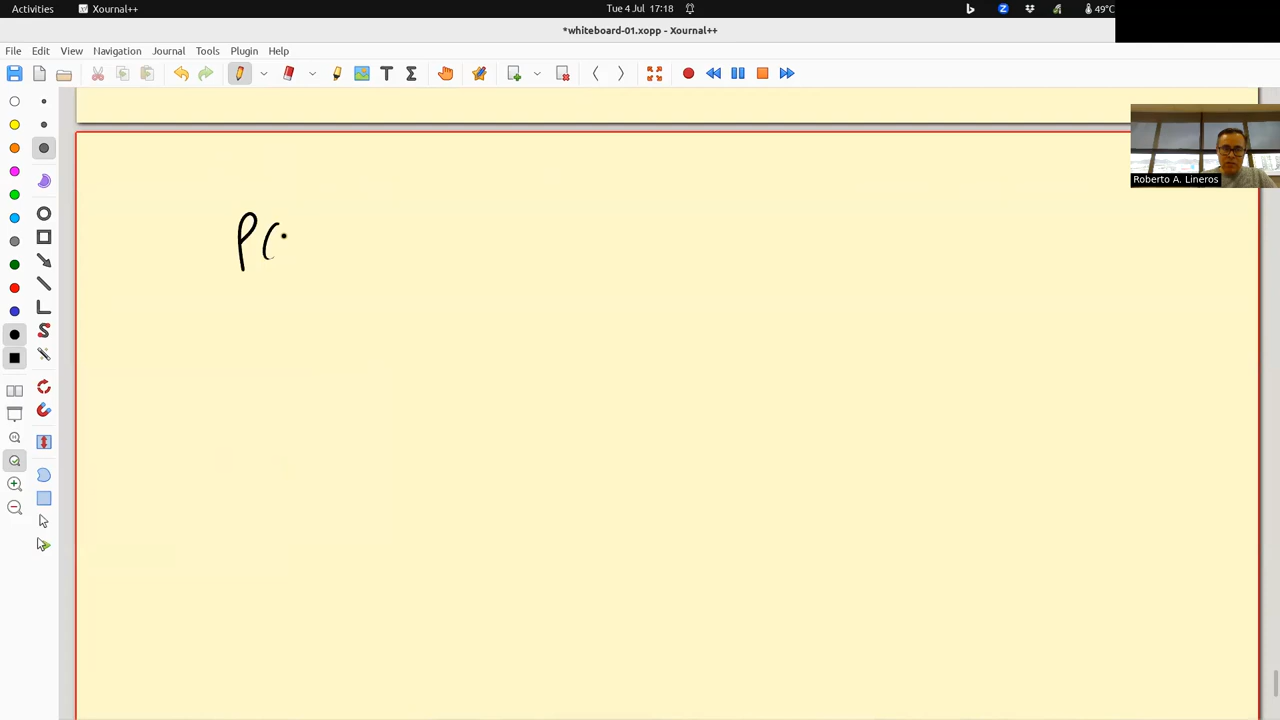 Activities Xournal++ Tue 4 Jul 17:18 49°C
*whiteboard-01.xopp - Xournal++
File Edit View Navigation Journal Tools Plugin Help
P(
Roberto A. Lineros